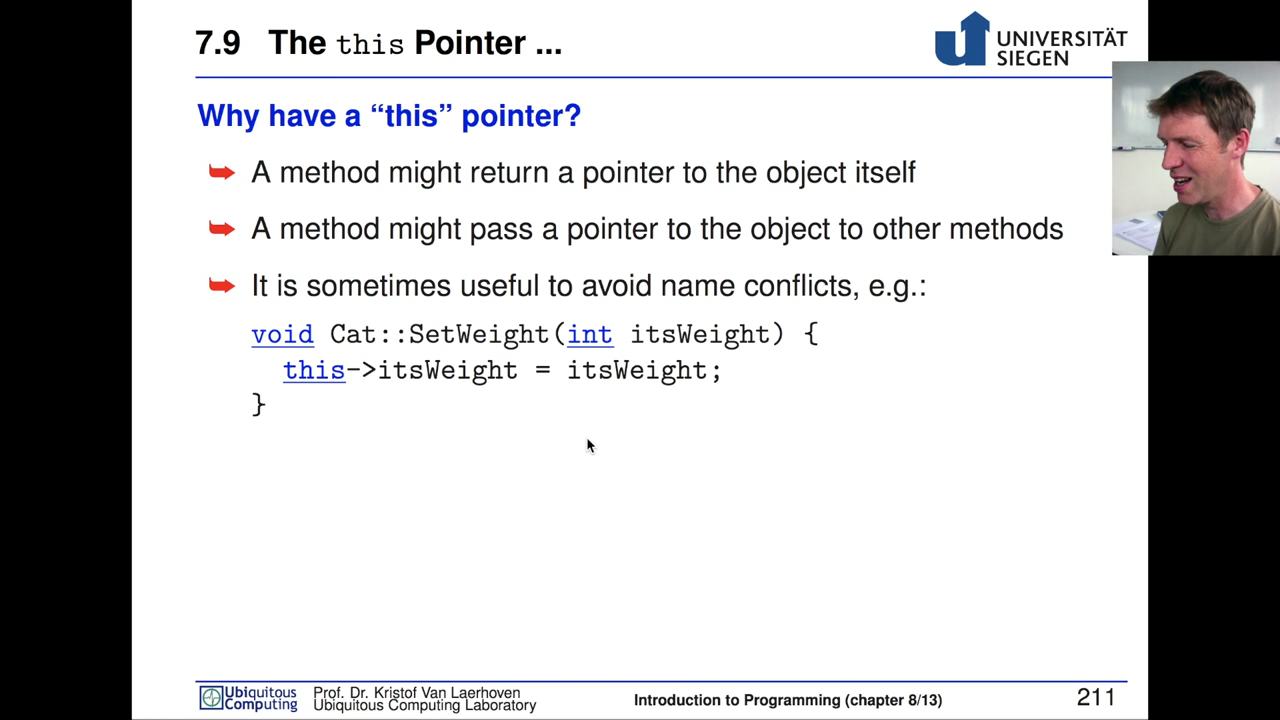 7.9 The this Pointer ...
UNIVERSITÄT
SIEGEN
Why have a “this” pointer?
A method might return a pointer to the object itself
A method might pass a pointer to the object to other methods
It is sometimes useful to avoid name conflicts, e.g.:
void Cat::SetWeight(int itsWeight) {
this->itsWeight = itsWeight;
}
Ubiquitous
Computing
Prof. Dr. Kristof Van Laerhoven
Ubiquitous Computing Laboratory
Introduction to Programming (chapter 8/13)
211